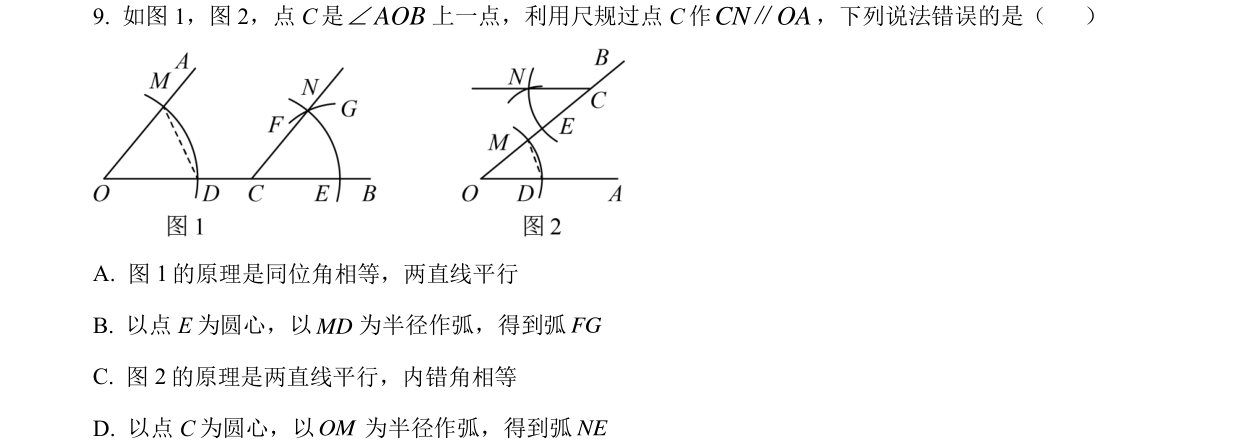 9. 如图 1，图 2，点 C 是∠AOB 上一点，利用尺规过点 C 作 CN∥OA，下列说法错误的是（ ）
A
M
N
G
F
O
D
C
E
B
图 1
B
N
C
E
M
O
D
A
图 2
A. 图 1 的原理是同位角相等，两直线平行
B. 以点 E 为圆心，以 MD 为半径作弧，得到弧 FG
C. 图 2 的原理是两直线平行，内错角相等
D. 以点 C 为圆心，以 OM 为半径作弧，得到弧 NE